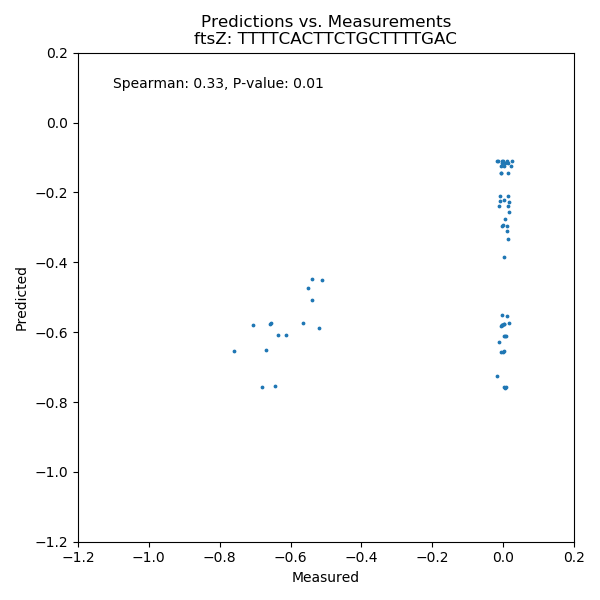 Predictions vs. Measurements
ftsZ: TTTTCACTTCTGCTTTTGAC
Spearman: 0.33, P-value: 0.01
Predicted
0.2
0.0
−0.2
−0.4
−0.6
−0.8
−1.0
−1.2
−1.2 −1.0 −0.8 −0.6 −0.4 −0.2 0.0 0.2
Measured